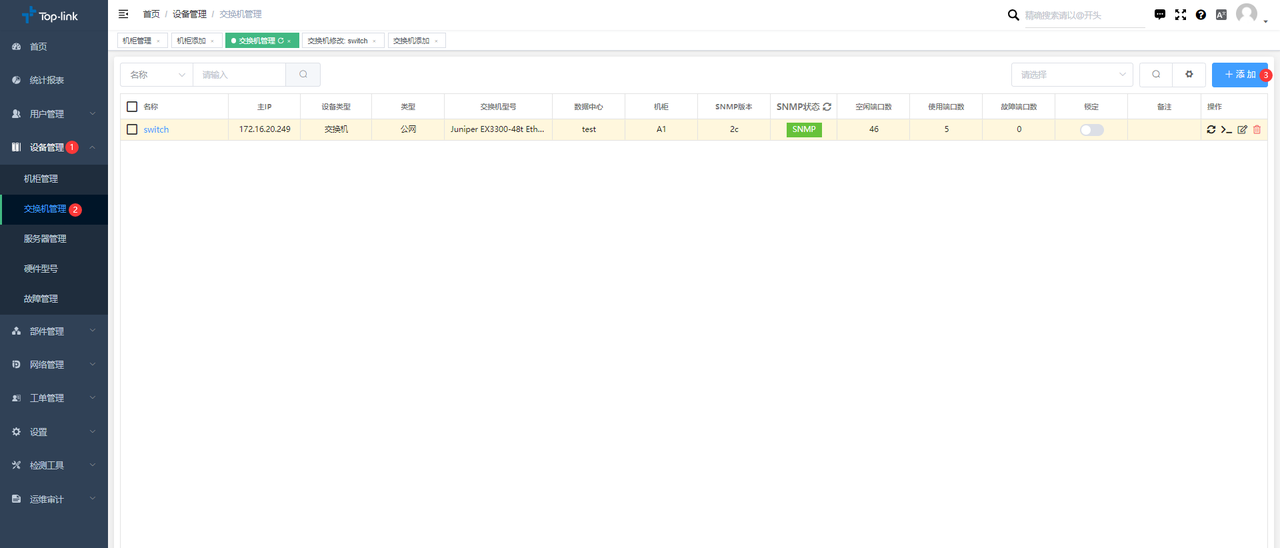 Top-link
首页 / 设备管理 / 交换机管理
精确搜索请以@开头
机柜管理 × 机柜添加 × 交换机管理 × 交换机修改: switch × 交换机添加 ×
首页
统计报表
用户管理
设备管理 1
机柜管理
交换机管理 2
服务器管理
硬件型号
故障管理
部件管理
网络管理
工单管理
设置
检测工具
运维审计
名称 请输入 请选择 + 添加 3
名称 主IP 设备类型 类型 交换机型号 数据中心 机柜 SNMP版本 SNMP状态 空闲端口数 使用端口数 故障端口数 锁定 备注 操作
switch 172.16.20.249 交换机 公网 Juniper EX3300-48t Eth... test A1 2c SNMP 46 5 0